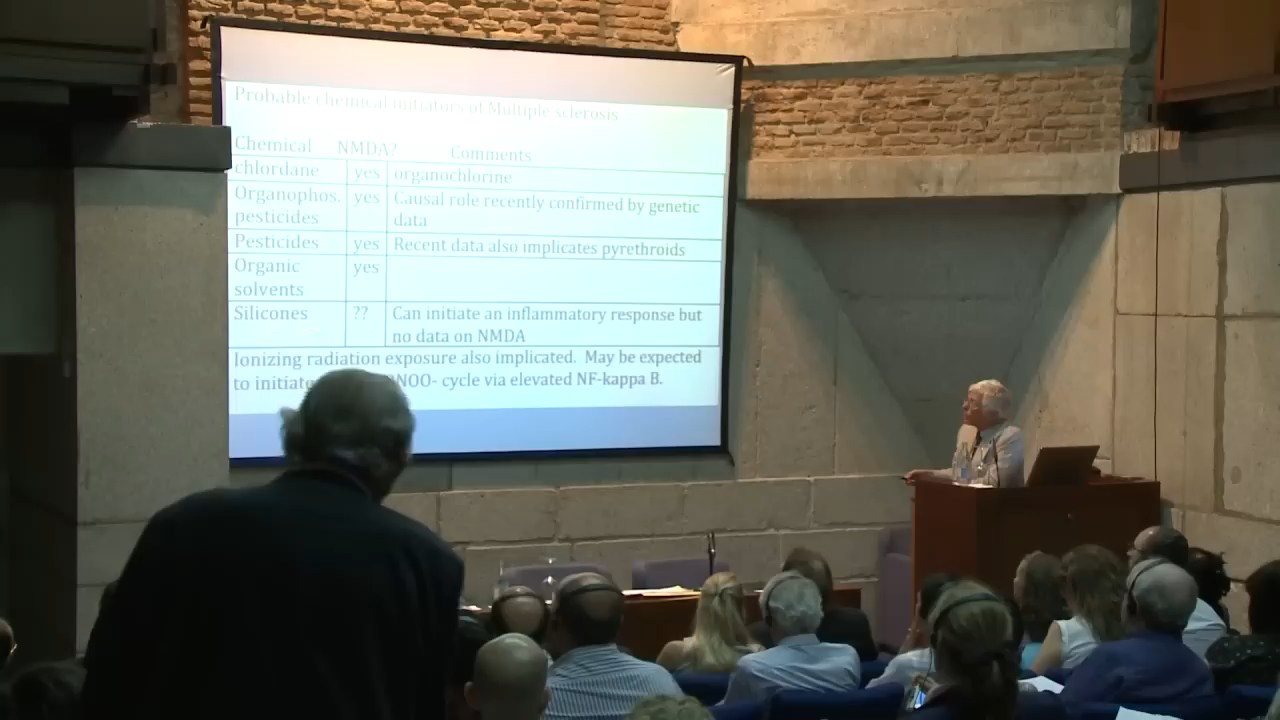 Probable chemical initiators of Multiple sclerosis
Chemical NMDA? Comments
chlordane yes organochlorine
Organophos. yes Causal role recently confirmed by genetic
pesticides data
Pesticides yes Recent data also implicates pyrethroids
Organic yes
solvents
Silicones ?? Can initiate an inflammatory response but
no data on NMDA
Ionizing radiation exposure also implicated. May be expected
to initiate NOO- cycle via elevated NF-kappa B.